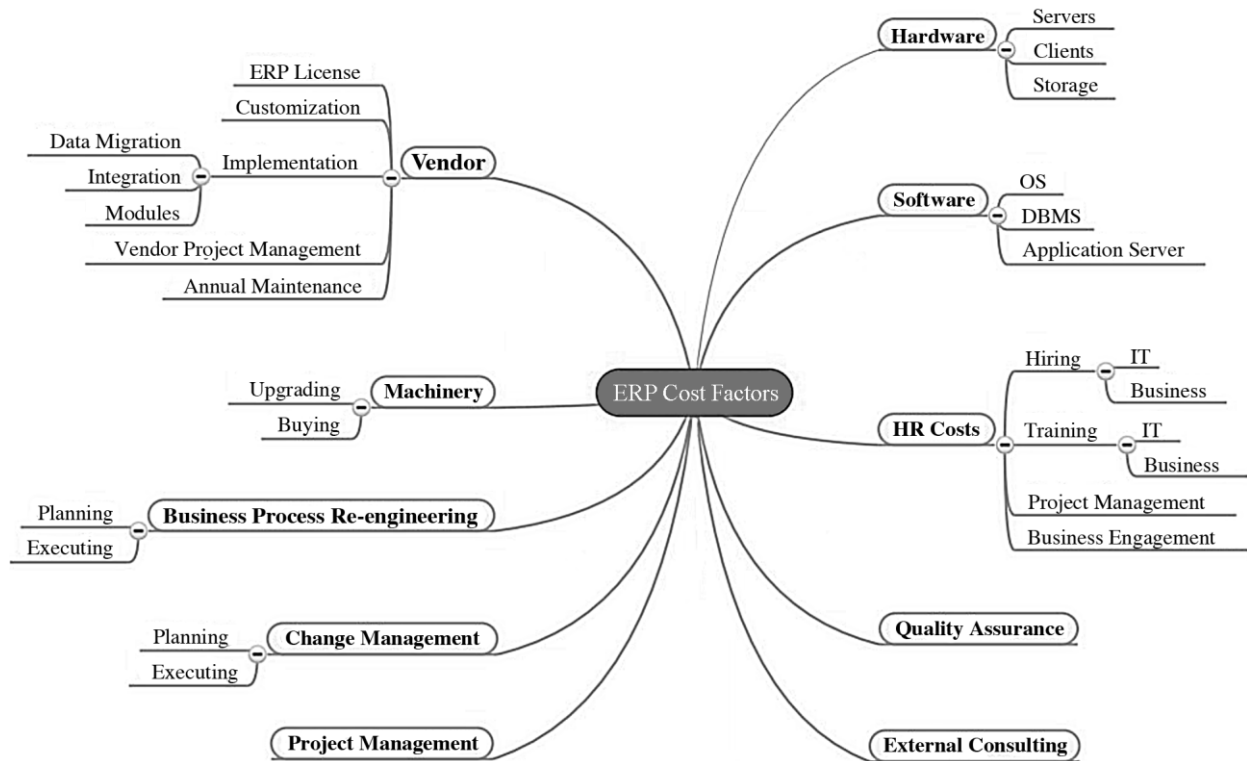 ERP Cost Factors
Hardware
Servers
Clients
Storage
Software
OS
DBMS
Application Server
HR Costs
Hiring
IT
Business
Training
IT
Business
Project Management
Business Engagement
Quality Assurance
External Consulting
Vendor
ERP License
Customization
Implementation
Data Migration
Integration
Modules
Vendor Project Management
Annual Maintenance
Machinery
Upgrading
Buying
Business Process Re-engineering
Planning
Executing
Change Management
Planning
Executing
Project Management